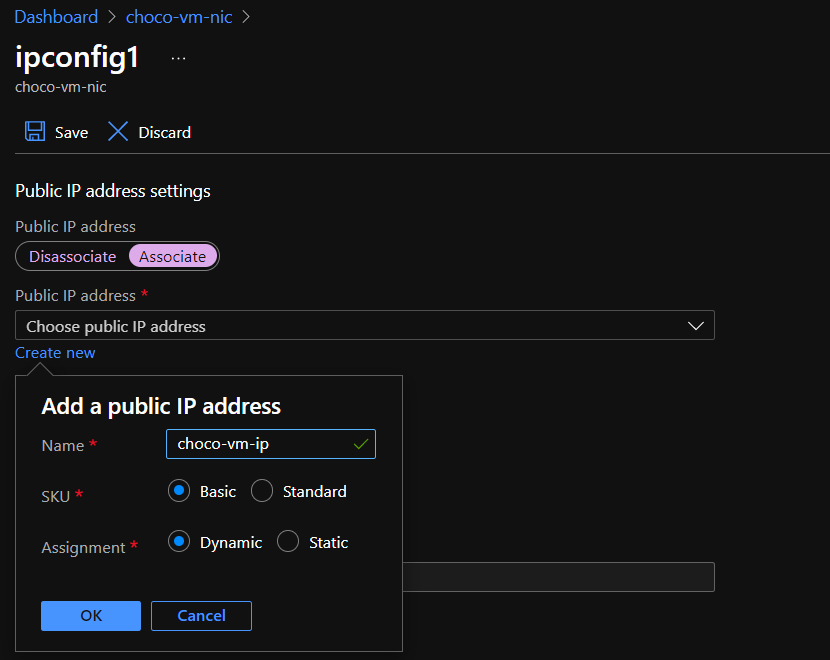 Dashboard > choco-vm-nic >
ipconfig1 ...
choco-vm-nic
Save Discard
Public IP address settings
Public IP address
Disassociate Associate
Public IP address *
Choose public IP address
Create new
Add a public IP address
Name * choco-vm-ip
SKU * Basic Standard
Assignment * Dynamic Static
OK Cancel